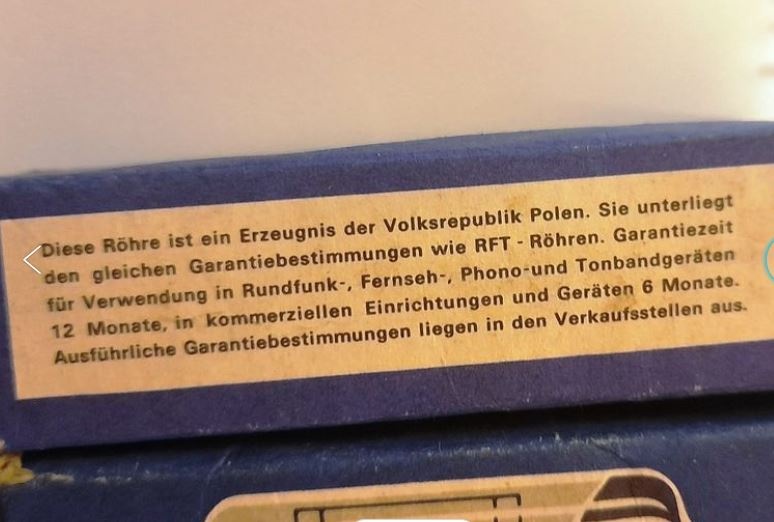 Diese Röhre ist ein Erzeugnis der Volksrepublik Polen. Sie unterliegt
den gleichen Garantiebestimmungen wie RFT - Röhren. Garantiezeit
für Verwendung in Rundfunk-, Fernseh-, Phono-und Tonbandgeräten
12 Monate, in kommerziellen Einrichtungen und Geräten 6 Monate.
Ausführliche Garantiebestimmungen liegen in den Verkaufsstellen aus.